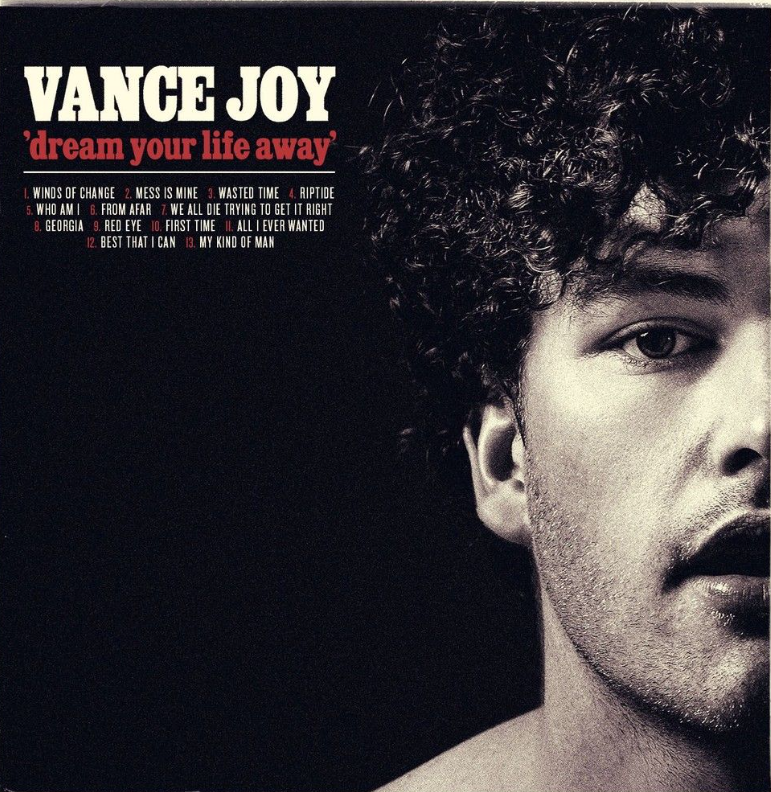 VANCE JOY
'dream your life away'
1. WINDS OF CHANGE 2. MESS IS MINE 3. WASTED TIME 4. RIPTIDE
5. WHO AM I 6. FROM AFAR 7. WE ALL DIE TRYING TO GET IT RIGHT
8. GEORGIA 9. RED EYE 10. FIRST TIME 11. ALL I EVER WANTED
12. BEST THAT I CAN 13. MY KIND OF MAN